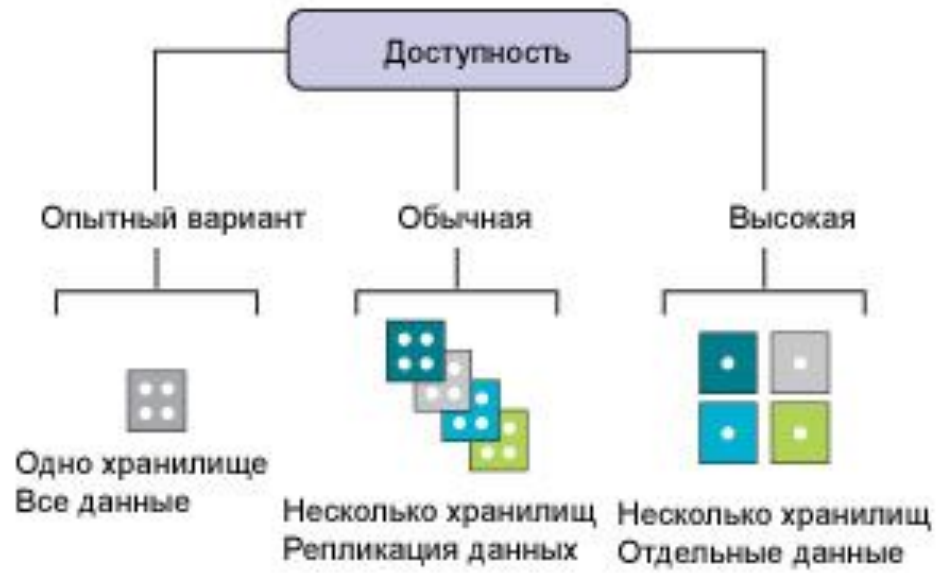 Доступность
Опытный вариант
Обычная
Высокая
Одно хранилище
Все данные
Несколько хранилищ
Репликация данных
Несколько хранилищ
Отдельные данные